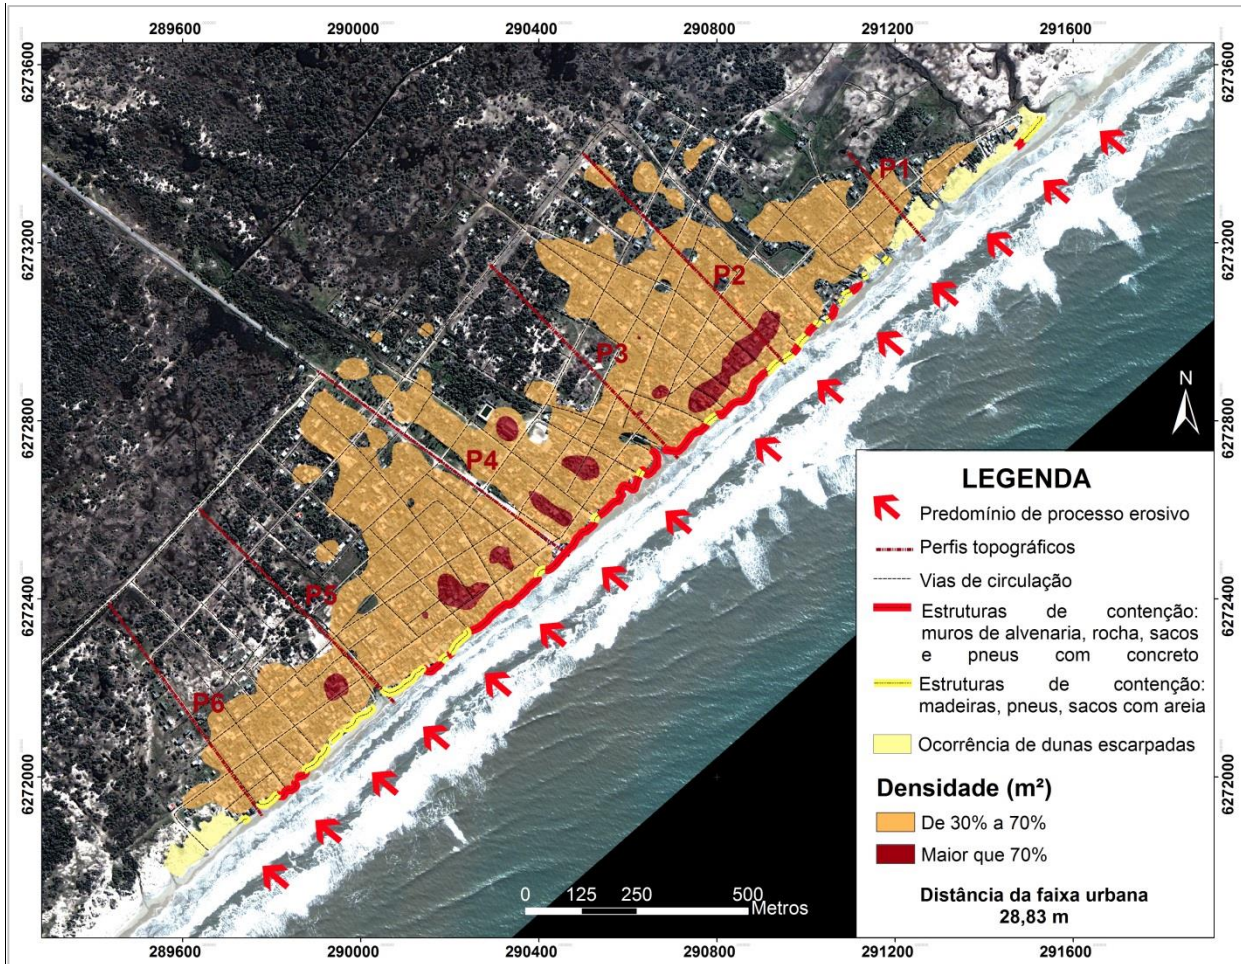 289600 290000 290400 290800 291200 291600
6273600 6273600
P1
6273200 6273200
P2
P3
N
6272800 6272800
P4
LEGENDA
Predomínio de processo erosivo
Perfis topográficos
Vias de circulação
6272400 6272400
P5
Estruturas de contenção:
muros de alvenaria, rocha, sacos
e pneus com concreto
Estruturas de contenção:
madeiras, pneus, sacos com areia
P6
Ocorrência de dunas escarpadas
6272000 6272000
Densidade (m²)
De 30% a 70%
Maior que 70%
Distância da faixa urbana
28,83 m
0 125 250 500
Metros
289600 290000 290400 290800 291200 291600